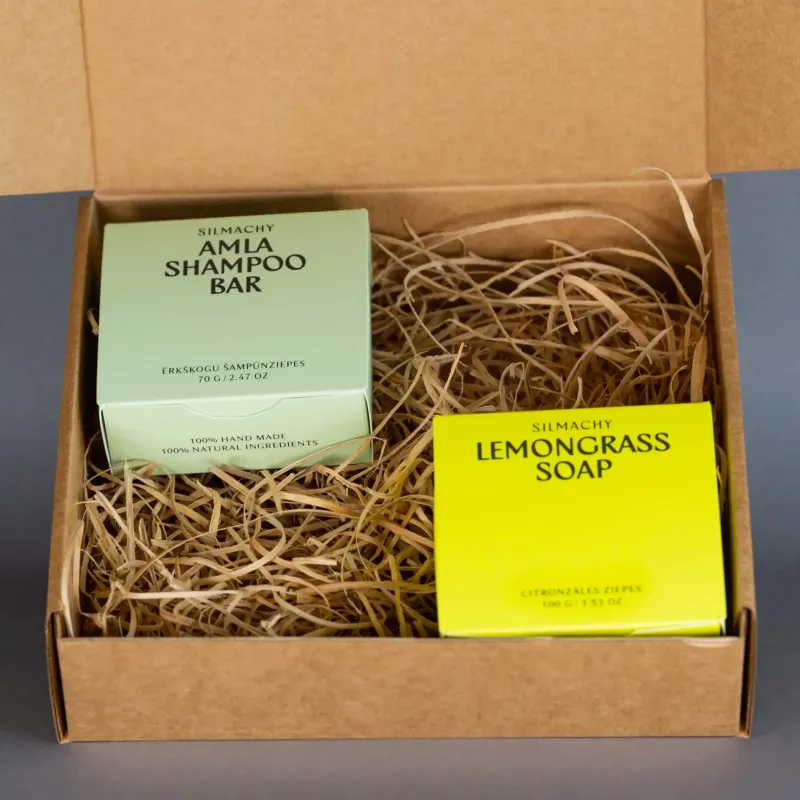 SILMACHY
AMLA
SHAMPOO
BAR
ĒRKŠKOGU ŠAMPŪNZIEPES
70 G / 2.47 OZ
100% HAND MADE
100% NATURAL INGREDIENTS
SILMACHY
LEMONGRASS
SOAP
CITRONZĀLES ZIEPES
100 G / 3.53 OZ